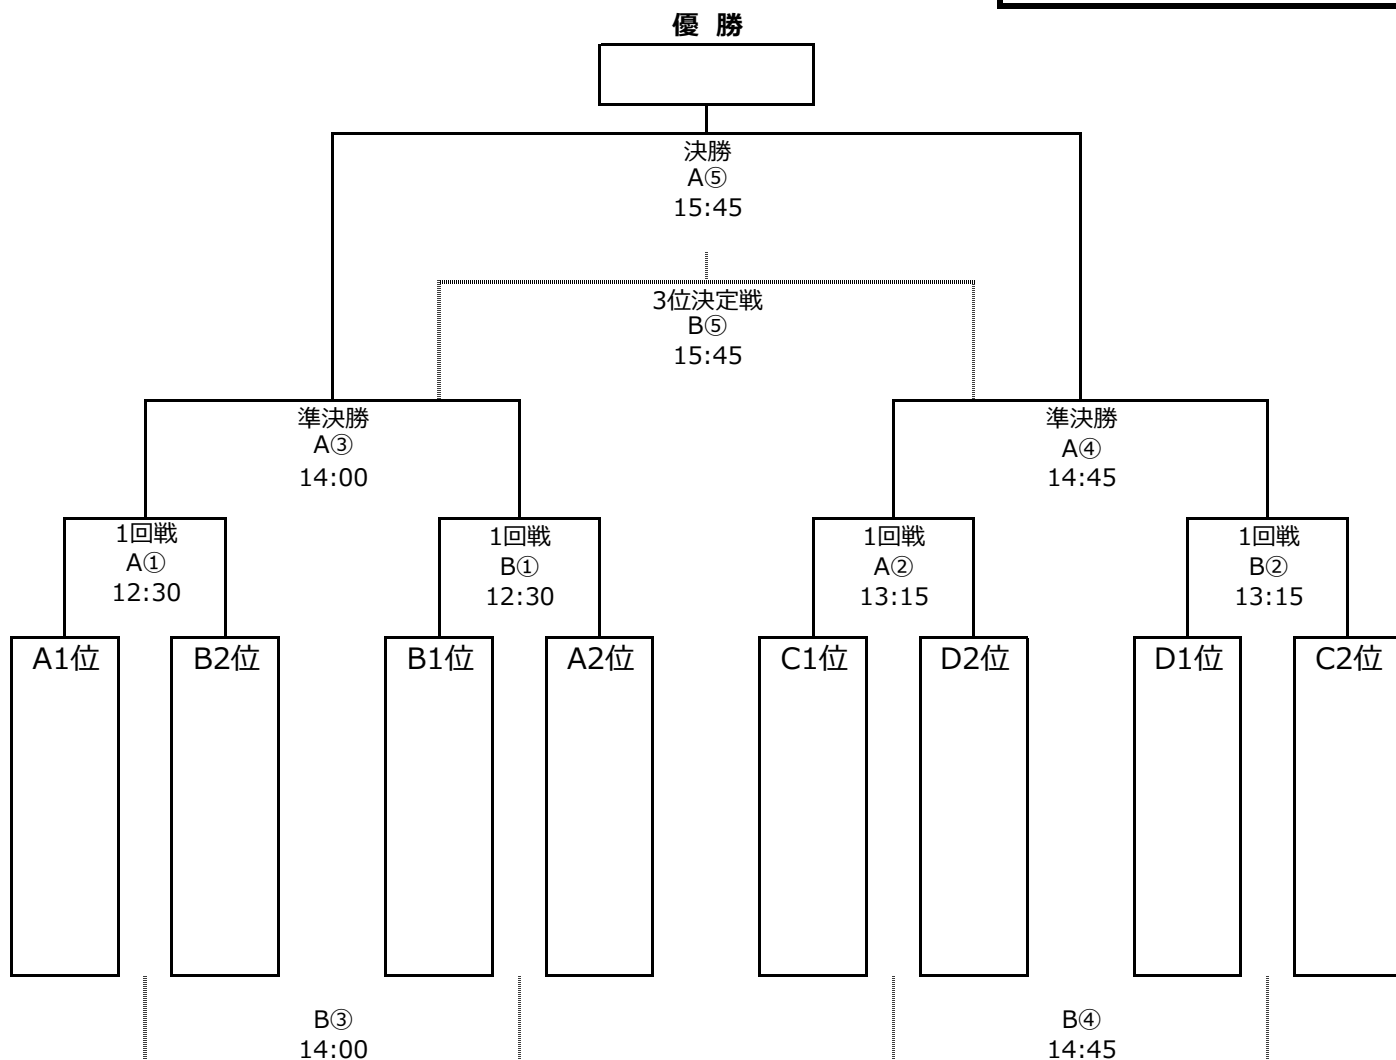 優 勝
決勝
A⑤
15:45
3位決定戦
B⑤
15:45
準決勝
A③
14:00
準決勝
A④
14:45
1回戦
A①
12:30
1回戦
B①
12:30
1回戦
A②
13:15
1回戦
B②
13:15
A1位
B2位
B1位
A2位
C1位
D2位
D1位
C2位
B③
14:00
B④
14:45